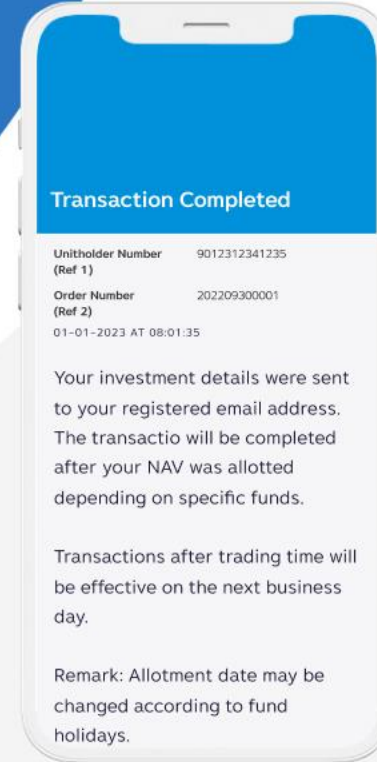 Transaction Completed
Unitholder Number 9012312341235
(Ref 1)
Order Number 202209300001
(Ref 2)
01-01-2023 AT 08:01:35
Your investment details were sent
to your registered email address.
The transactio will be completed
after your NAV was allotted
depending on specific funds.
Transactions after trading time will
be effective on the next business
day.
Remark: Allotment date may be
changed according to fund
holidays.